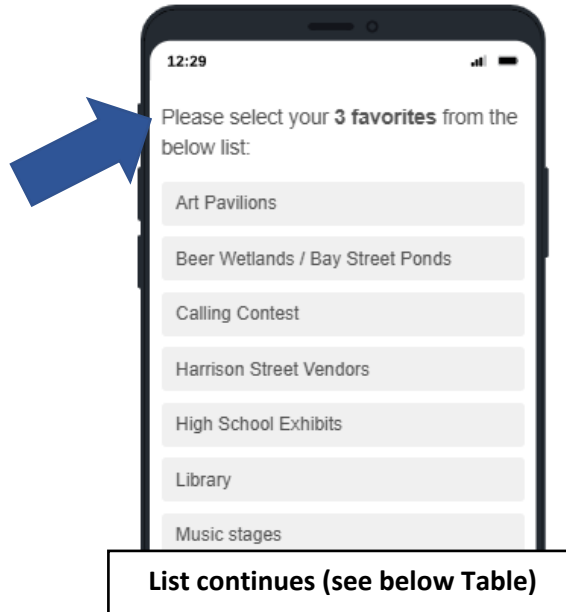 12:29
Please select your 3 favorites from the
below list:
Art Pavilions
Beer Wetlands / Bay Street Ponds
Calling Contest
Harrison Street Vendors
High School Exhibits
Library
Music stages
List continues (see below Table)